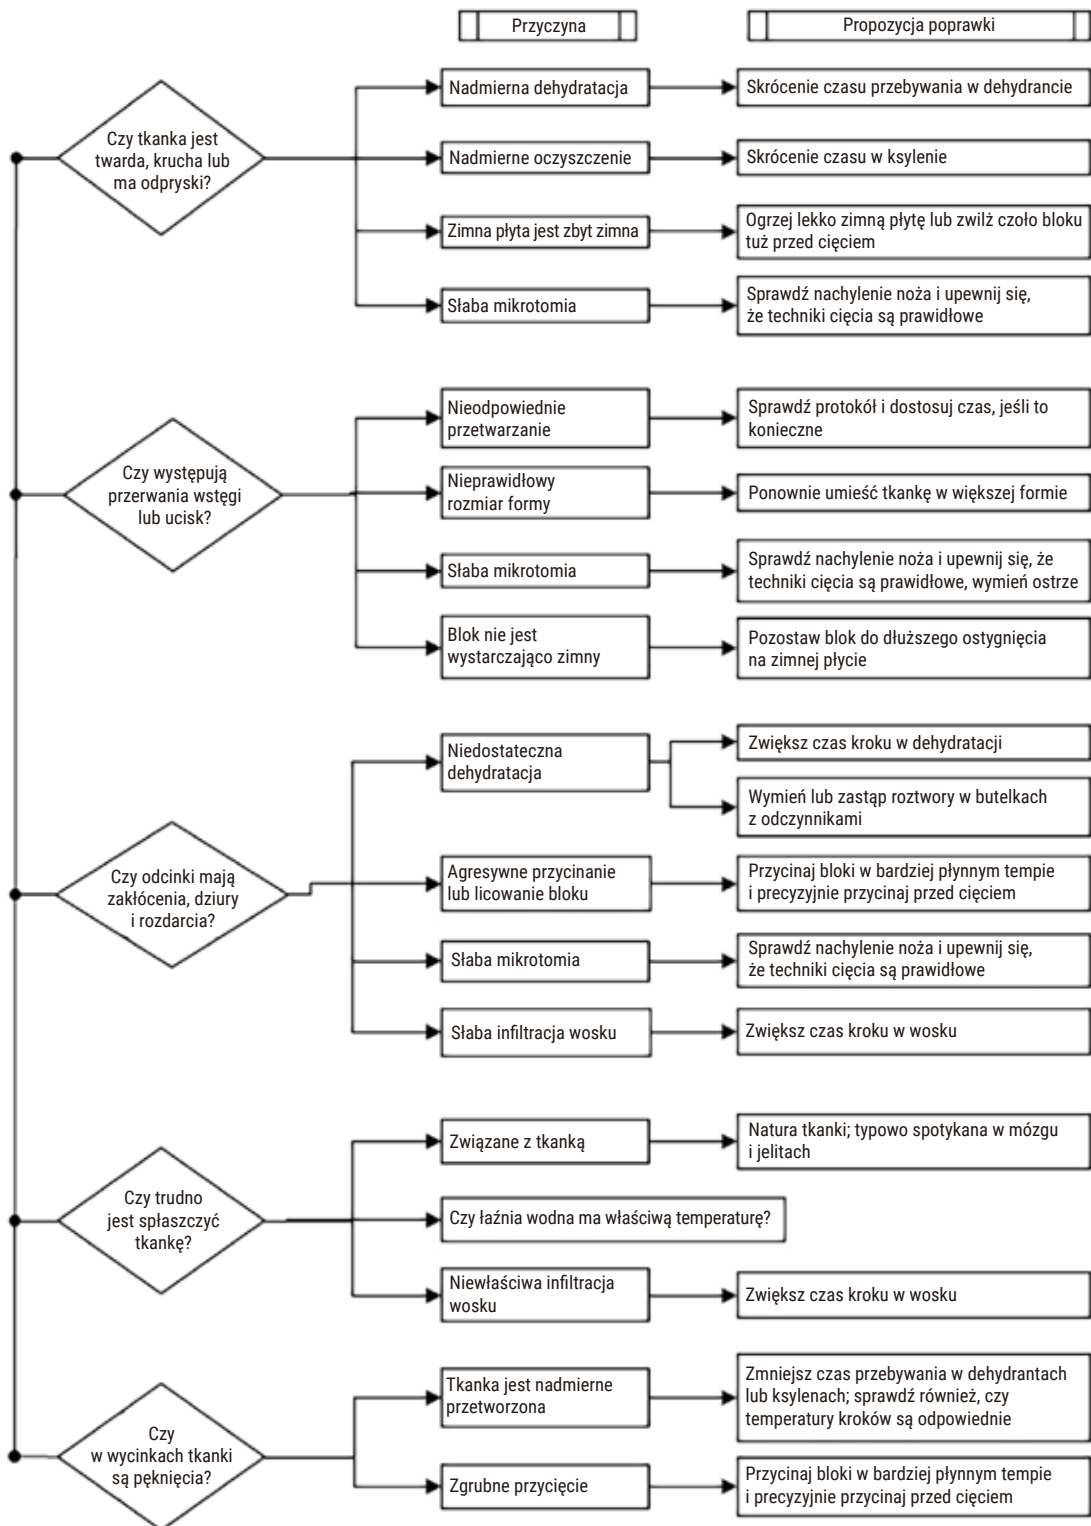 Przyczyna
Propozycja poprawki
Czy tkanka jest
twarda, krucha lub
ma odpryski?
Nadmierna dehydratacja
Skrócenie czasu przebywania w dehydrancie
Nadmierne oczyszczenie
Skrócenie czasu w ksylenie
Zimna płyta jest zbyt zimna
Ogrzej lekko zimną płytę lub zwilż czoło bloku
tuż przed cięciem
Słaba mikrotomia
Sprawdź nachylenie noża i upewnij się,
że techniki cięcia są prawidłowe
Czy występują
przerwania wstęgi
lub ucisk?
Nieodpowiednie
przetwarzanie
Sprawdź protokół i dostosuj czas, jeśli to
konieczne
Nieprawidłowy
rozmiar formy
Ponownie umieść tkankę w większej formie
Słaba mikrotomia
Sprawdź nachylenie noża i upewnij się, że
techniki cięcia są prawidłowe, wymień ostrze
Blok nie jest
wystarczająco zimny
Pozostaw blok do dłuższego ostygnięcia
na zimnej płycie
Czy odcinki mają
zakłócenia, dziury
i rozdarcia?
Niedostateczna
dehydratacja
Zwiększ czas kroku w dehydratacji
Wymień lub zastąp roztwory w butelkach
z odczynnikami
Agresywne przycinanie
lub licowanie bloku
Przycinaj bloki w bardziej płynnym tempie
i precyzyjnie przycinaj przed cięciem
Słaba mikrotomia
Sprawdź nachylenie noża i upewnij się,
że techniki cięcia są prawidłowe
Słaba infiltracja wosku
Zwiększ czas kroku w wosku
Czy trudno
jest spłaszczyć
tkankę?
Związane z tkanką
Natura tkanki; typowo spotykana w mózgu
i jelitach
Czy łaźnia wodna ma właściwą temperaturę?
Niewłaściwa infiltracja
wosku
Zwiększ czas kroku w wosku
Czy
w wycinkach tkanki
są pęknięcia?
Tkanka jest nadmierne
przetworzona
Zmniejsz czas przebywania w dehydrantach
lub ksylenach; sprawdź również, czy
temperatury kroków są odpowiednie
Zgrubne przycięcie
Przycinaj bloki w bardziej płynnym tempie
i precyzyjnie przycinaj przed cięciem